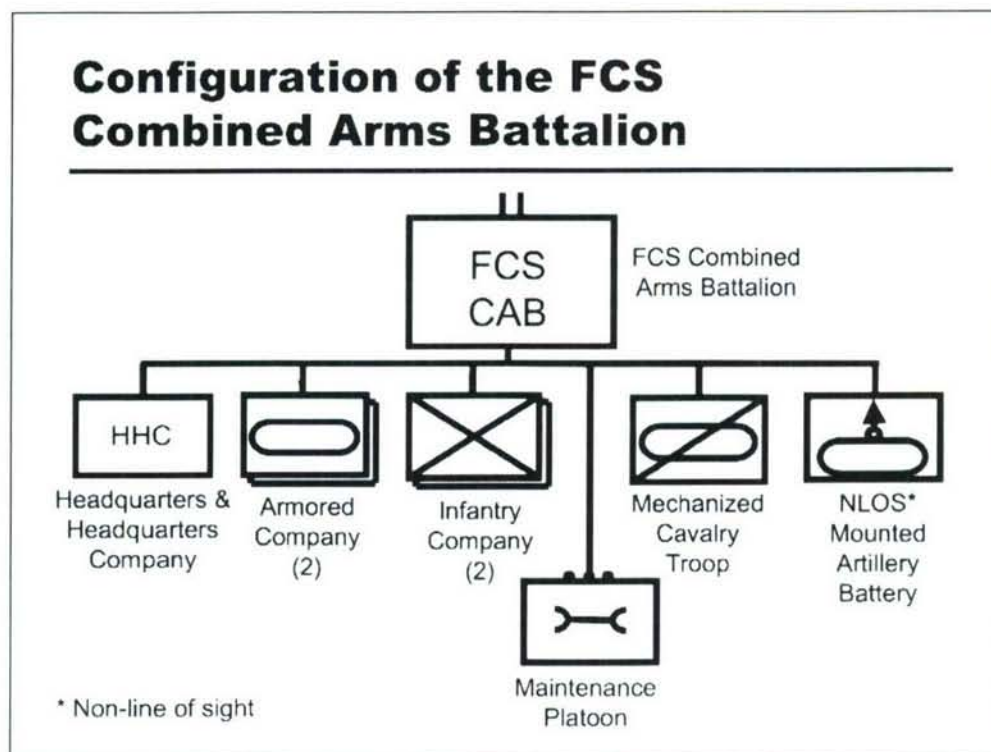 Configuration of the FCS
Combined Arms Battalion
FCS
CAB
FCS Combined
Arms Battalion
HHC
Headquarters &
Headquarters
Company
Armored
Company
(2)
Infantry
Company
(2)
Mechanized
Cavalry
Troop
NLOS*
Mounted
Artillery
Battery
Maintenance
Platoon
* Non-line of sight